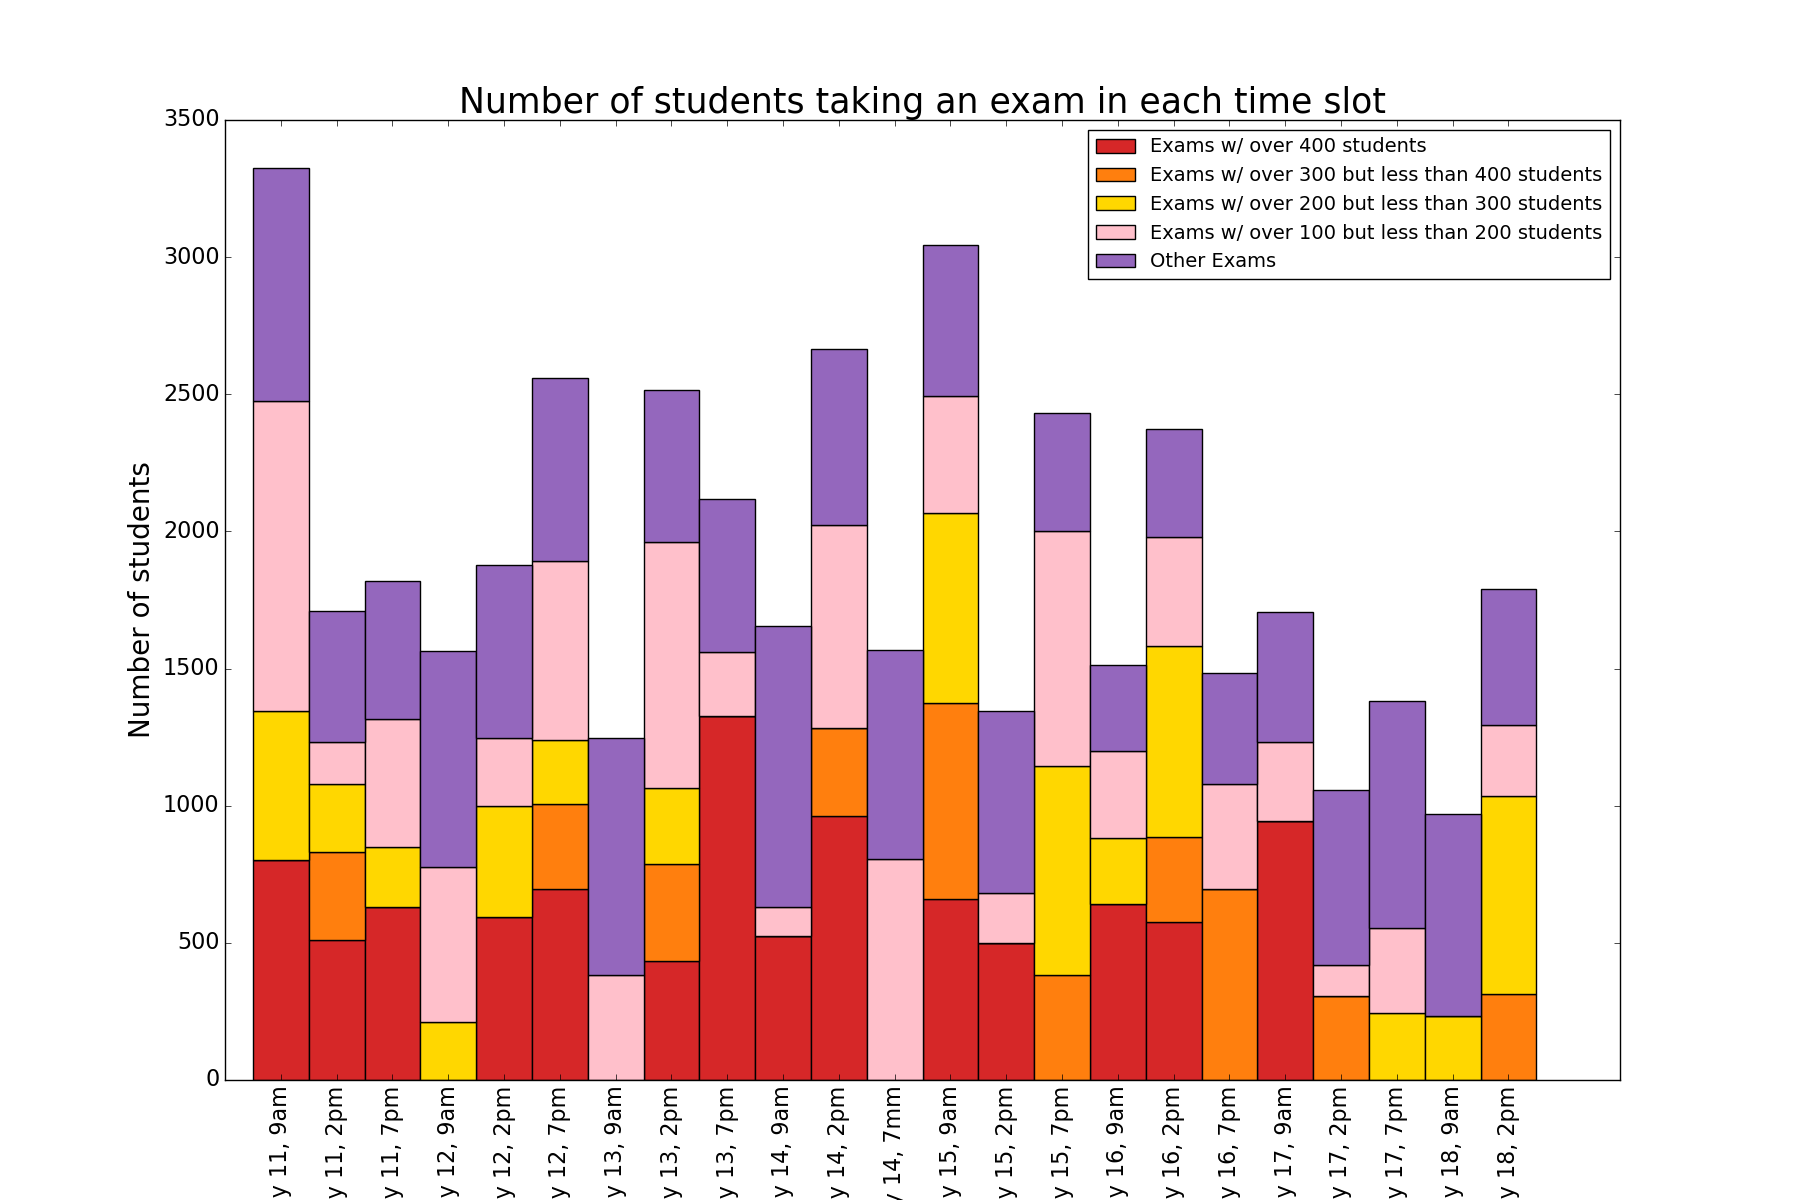 Number of students taking an exam in each time slot
Exams w/ over 400 students
Exams w/ over 300 but less than 400 students
Exams w/ over 200 but less than 300 students
Exams w/ over 100 but less than 200 students
Other Exams
Number of students
3500
3000
2500
2000
1500
1000
500
0
y 11, 9am
y 11, 2pm
y 11, 7pm
y 12, 9am
y 12, 2pm
y 12, 7pm
y 13, 9am
y 13, 2pm
y 13, 7pm
y 14, 9am
y 14, 2pm
y 14, 7mm
y 15, 9am
y 15, 2pm
y 15, 7pm
y 16, 9am
y 16, 2pm
y 16, 7pm
y 17, 9am
y 17, 2pm
y 17, 7pm
y 18, 9am
y 18, 2pm